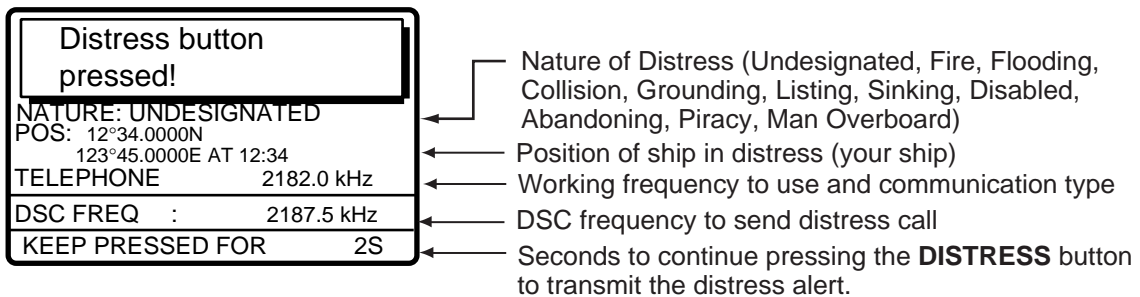 Distress button
pressed!
NATURE: UNDESIGNATED
POS: 12°34.0000N
123°45.0000E AT 12:34
TELEPHONE 2182.0 kHz
DSC FREQ : 2187.5 kHz
KEEP PRESSED FOR 2S
Nature of Distress (Undesignated, Fire, Flooding,
Collision, Grounding, Listing, Sinking, Disabled,
Abandoning, Piracy, Man Overboard)
Position of ship in distress (your ship)
Working frequency to use and communication type
DSC frequency to send distress call
Seconds to continue pressing the DISTRESS button
to transmit the distress alert.